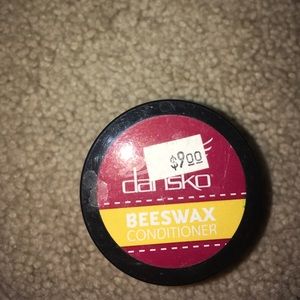 $9.00
dansko®
BEESWAX
CONDITIONER